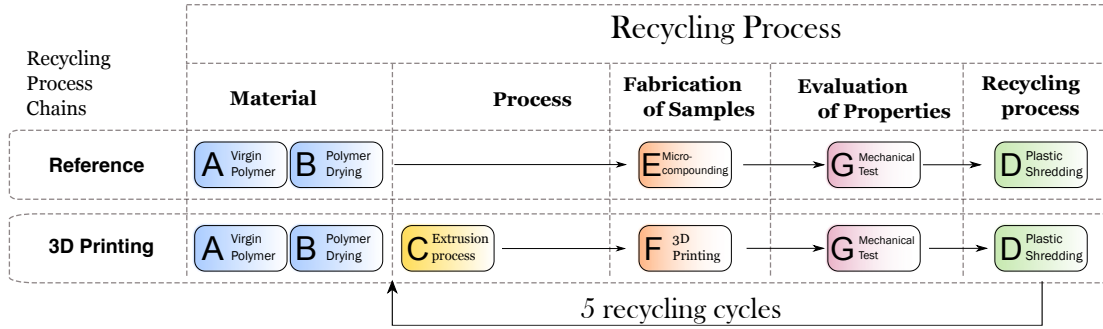 Recycling Process
Recycling
Process
Chains
Material
Process
Fabrication
of Samples
Evaluation
of Properties
Recycling
process
Reference
A Virgin
Polymer
B Polymer
Drying
E Micro-
compounding
G Mechanical
Test
D Plastic
Shredding
3D Printing
A Virgin
Polymer
B Polymer
Drying
C Extrusion
process
F 3D
Printing
G Mechanical
Test
D Plastic
Shredding
5 recycling cycles